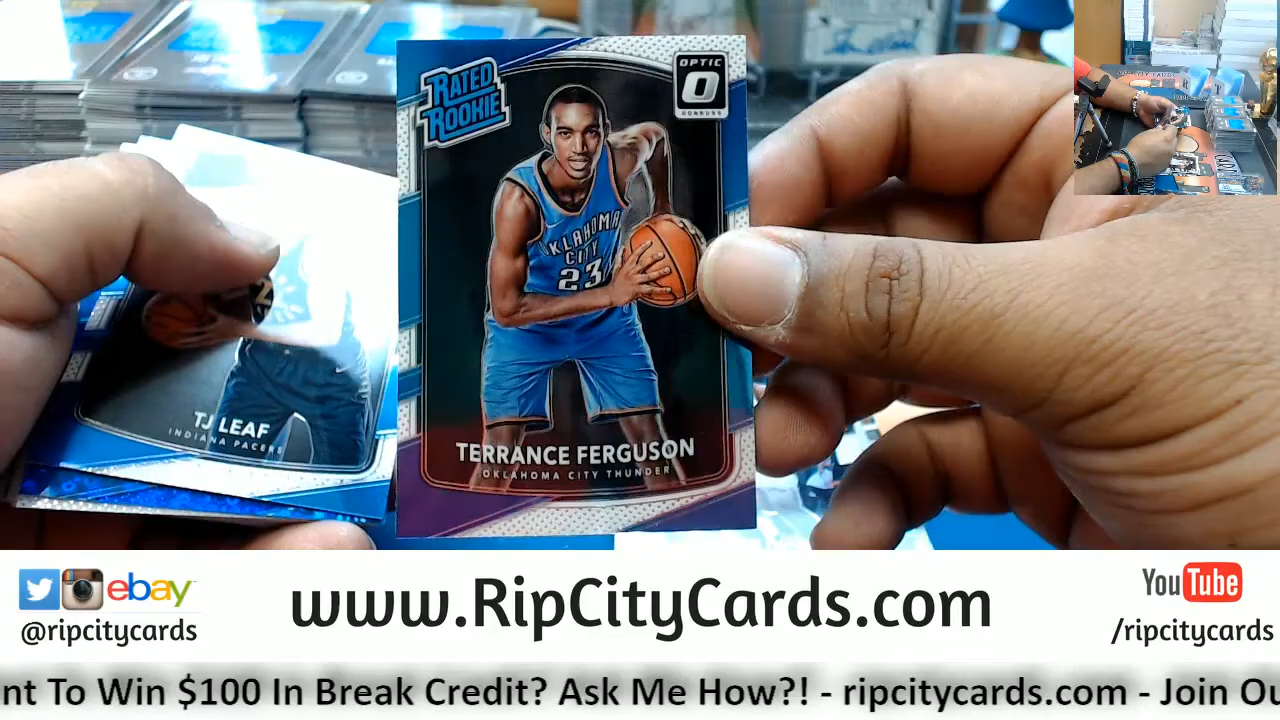 RATED
ROOKIE
OPTIC
DONRUSS
OKLAHOMA
CITY
23
TERRANCE FERGUSON
OKLAHOMA CITY THUNDER
2
TJ LEAF
INDIANA PACERS
ebay
@ripcitycards
www.RipCityCards.com
YouTube
/ripcitycards
nt To Win $100 In Break Credit? Ask Me How?! - ripcitycards.com - Join Ou